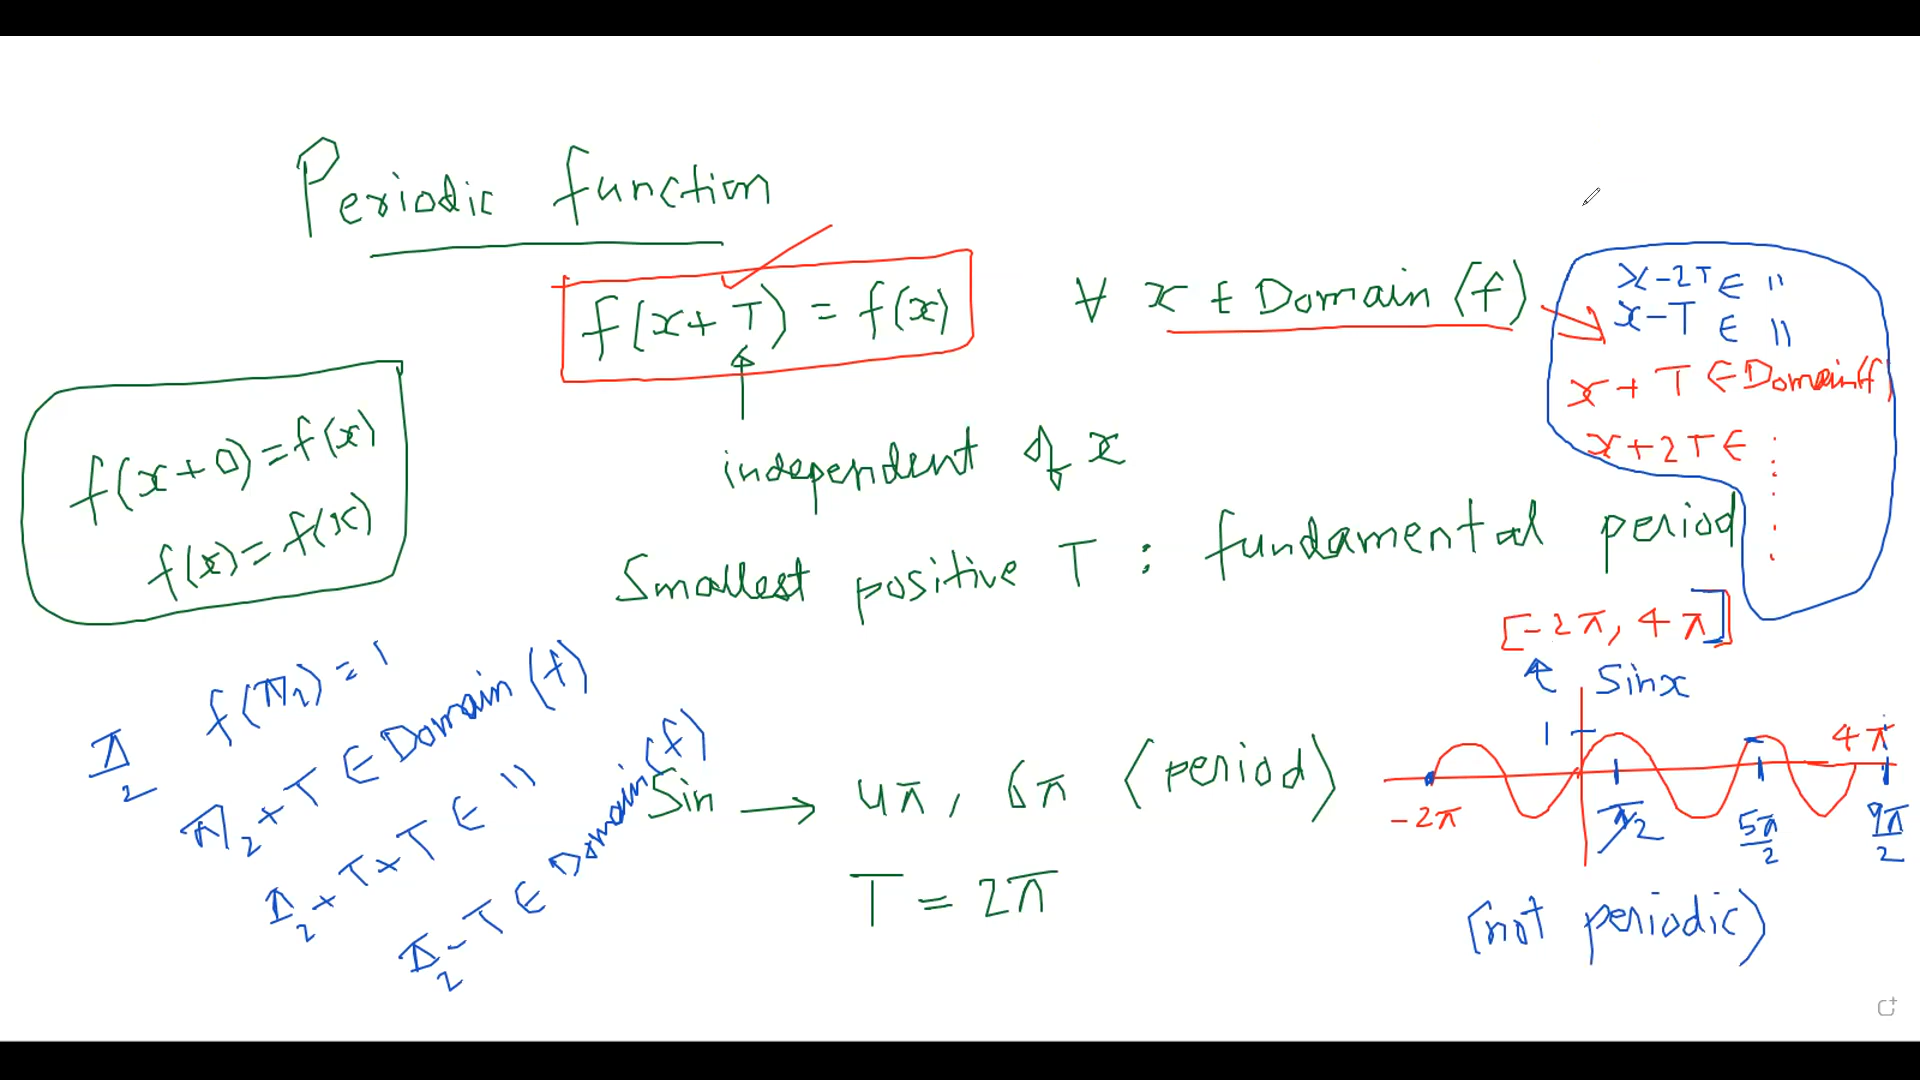 Periodic function
f(x+T) = f(x) ∀ x ∈ Domain (f)
x-2T ∈ "
x-T ∈ "
x+T ∈ Domain(f)
x+2T ∈ :
f(x+0)=f(x)
f(x)=f(x)
independent of x
Smallest positive T : fundamental period
[-2π, 4π]
Sinx
1
4π
-2π
π/2
5π/2
9π/2
(not periodic)
π/2 f(π/2) = 1
π/2+T ∈ Domain (f)
π/2+T+T ∈ "
π/2-T ∈ Domain(f)
Sin → 4π, 6π (period)
T = 2π